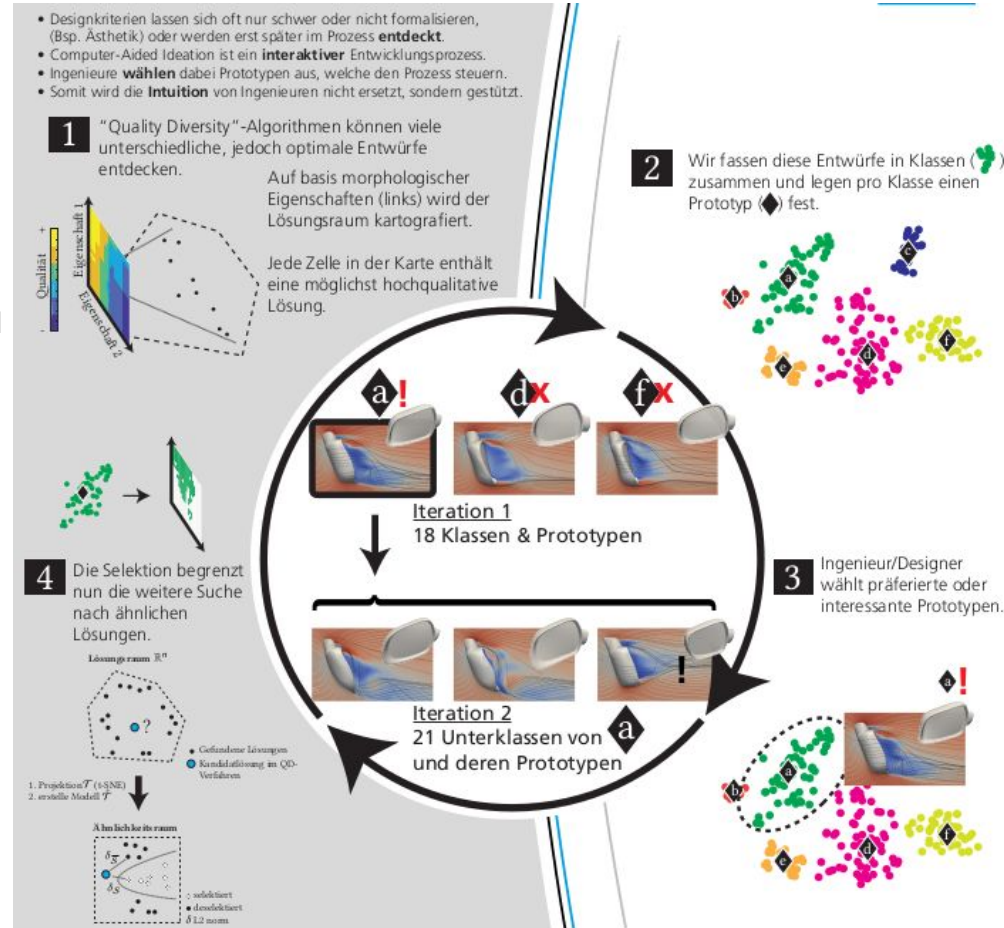 • Designkriterien lassen sich oft nur schwer oder nicht formalisieren,
(Bsp. Ästhetik) oder werden erst später im Prozess entdeckt.
• Computer-Aided Ideation ist ein interaktiver Entwicklungsprozess.
• Ingenieure wählen dabei Prototypen aus, welche den Prozess steuern.
• Somit wird die Intuition von Ingenieuren nicht ersetzt, sondern gestützt.
1
"Quality Diversity"-Algorithmen können viele
unterschiedliche, jedoch optimale Entwürfe
entdecken.
Auf basis morphologischer
Eigenschaften (links) wird der
Lösungsraum kartografiert.
Jede Zelle in der Karte enthält
eine möglichst hochqualitative
Lösung.
+
Qualität
-
Eigenschaft 1
Eigenschaft 2
2
Wir fassen diese Entwürfe in Klassen ( )
zusammen und legen pro Klasse einen
Prototyp (◆) fest.
a
b
c
d
e
f
a!
dx
fx
Iteration 1
18 Klassen & Prototypen
!
Iteration 2
21 Unterklassen von a
und deren Prototypen
3
Ingenieur/Designer
wählt präferierte oder
interessante Prototypen.
a!
a
b
d
e
f
4
Die Selektion begrenzt
nun die weitere Suche
nach ähnlichen
Lösungen.
Lösungsraum ℝⁿ
?
• Gefundene Lösungen
Kandidatlösung im QD-
Verfahren
1. Projektion T (t-SNE)
2. erstelle Modell T̂
Ähnlichkeitsraum
δS̅
δS
◇ selektiert
• deselektiert
δ L2 norm